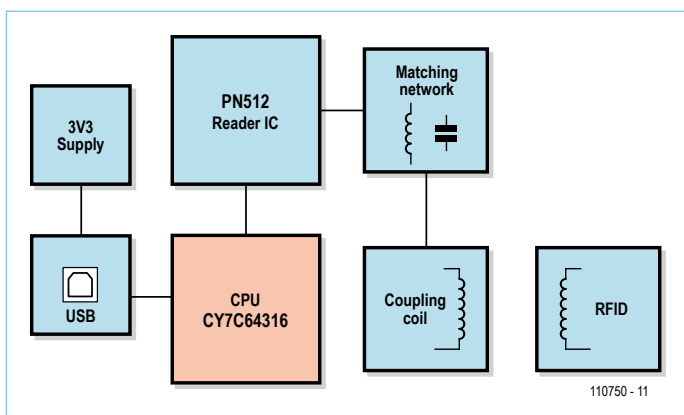 3V3
Supply
PN512
Reader IC
Matching
network
USB
CPU
CY7C64316
Coupling
coil
RFID
110750 - 11